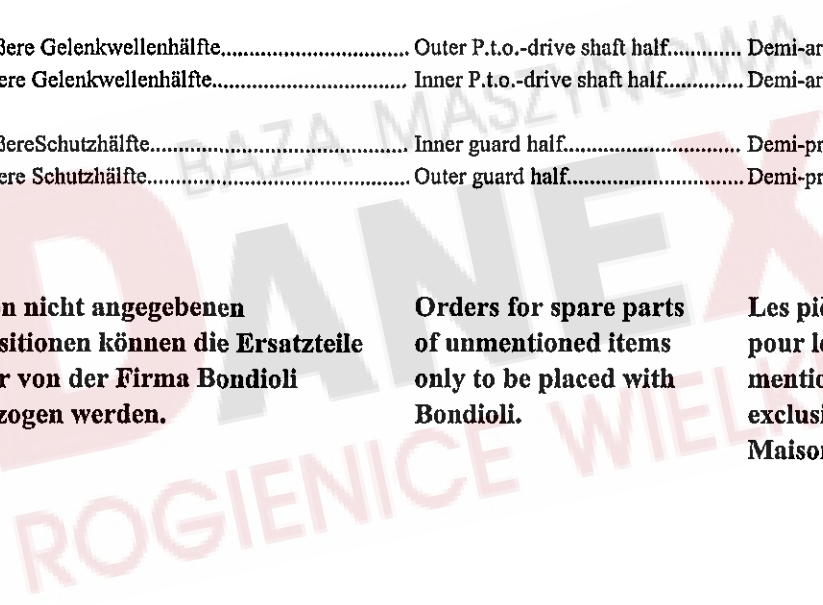 ßere Gelenkwellenhälfte................................ Outer P.t.o.-drive shaft half............. Demi-ar
ere Gelenkwellenhälfte................................. Inner P.t.o.-drive shaft half.............. Demi-ar
ßereSchutzhälfte............................................ Inner guard half.............................. Demi-pr
ere Schutzhälfte............................................. Outer guard half.............................. Demi-pr
n nicht angegebenen
sitionen können die Ersatzteile
r von der Firma Bondioli
zogen werden.
Orders for spare parts
of unmentioned items
only to be placed with
Bondioli.
Les piè
pour le
mentio
exclusi
Maison
BAZA MASZYNOWA
DANEX
ROGIENICE WIELK